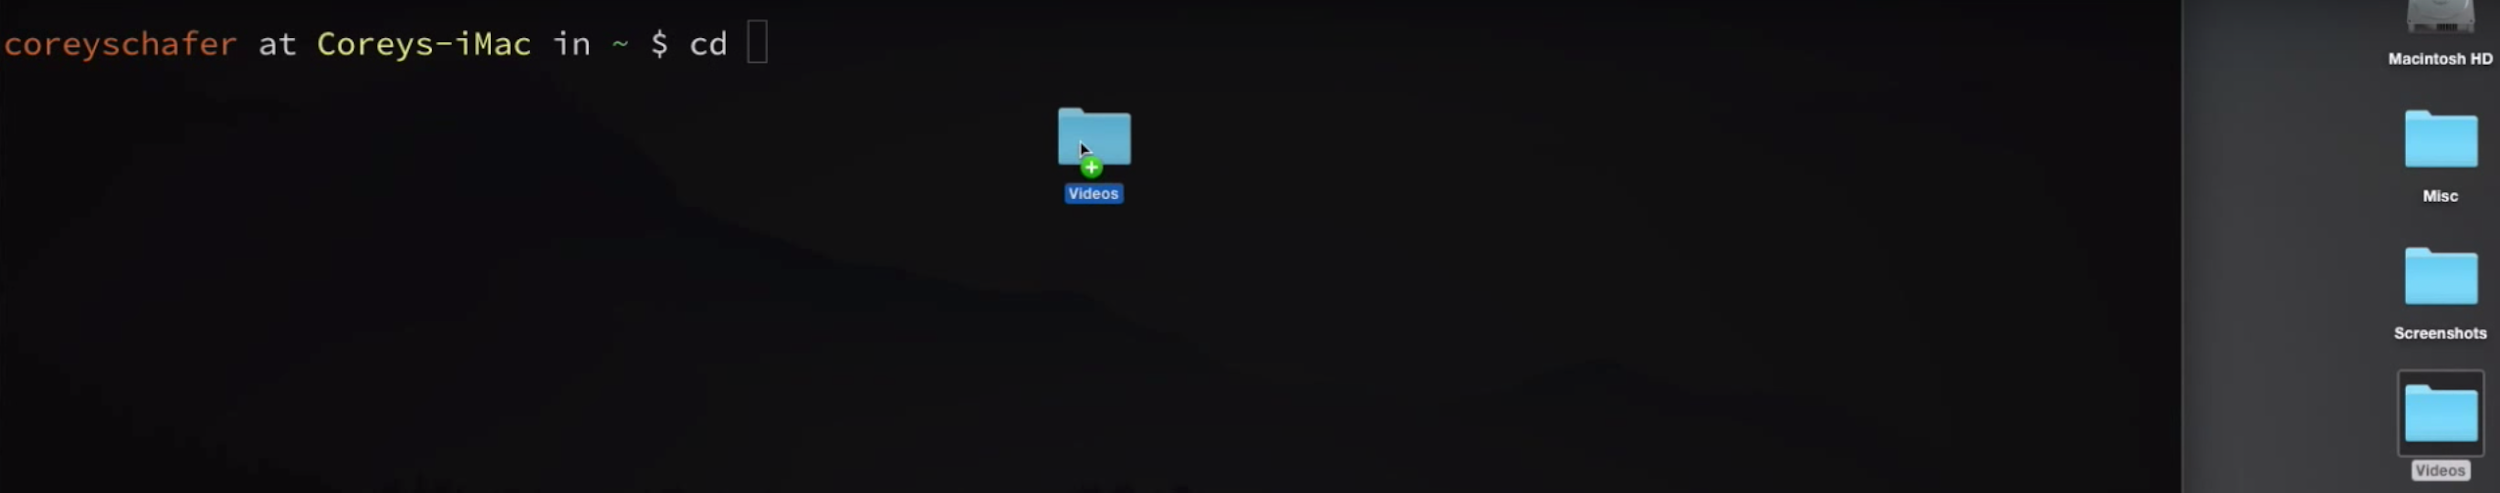 coreyschafer at Coreys-iMac in ~ $ cd
Videos
Macintosh HD
Misc
Screenshots
Videos